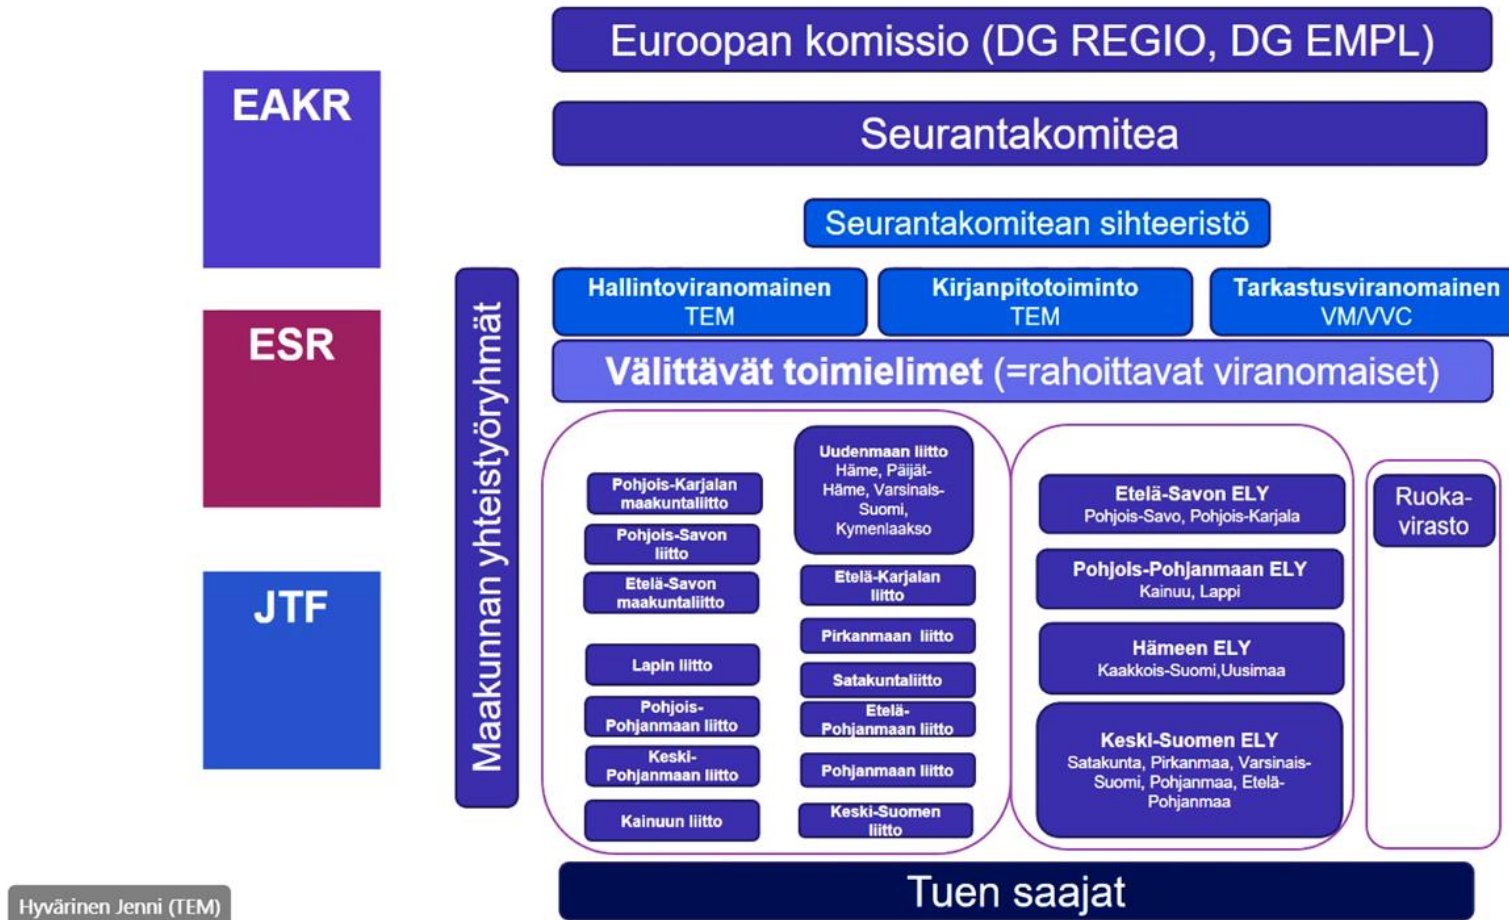 Euroopan komissio (DG REGIO, DG EMPL)
EAKR
Seurantakomitea
Seurantakomitean sihteeristö
Maakunnan yhteistyöryhmät
Hallintoviranomainen
TEM
Kirjanpitotoiminto
TEM
Tarkastusviranomainen
VM/VVC
ESR
Välittävät toimielimet (=rahoittavat viranomaiset)
Pohjois-Karjalan
maakuntaliitto
Pohjois-Savon
liitto
Etelä-Savon
maakuntaliitto
Lapin liitto
Pohjois-
Pohjanmaan liitto
Keski-
Pohjanmaan liitto
Kainuun liitto
Uudenmaan liitto
Häme, Päijät-
Häme, Varsinais-
Suomi,
Kymenlaakso
Etelä-Karjalan
liitto
Pirkanmaan liitto
Satakuntaliitto
Etelä-
Pohjanmaan liitto
Pohjanmaan liitto
Keski-Suomen
liitto
Etelä-Savon ELY
Pohjois-Savo, Pohjois-Karjala
Pohjois-Pohjanmaan ELY
Kainuu, Lappi
Hämeen ELY
Kaakkois-Suomi,Uusimaa
Keski-Suomen ELY
Satakunta, Pirkanmaa, Varsinais-
Suomi, Pohjanmaa, Etelä-
Pohjanmaa
Ruoka-
virasto
JTF
Tuen saajat
Hyvärinen Jenni (TEM)